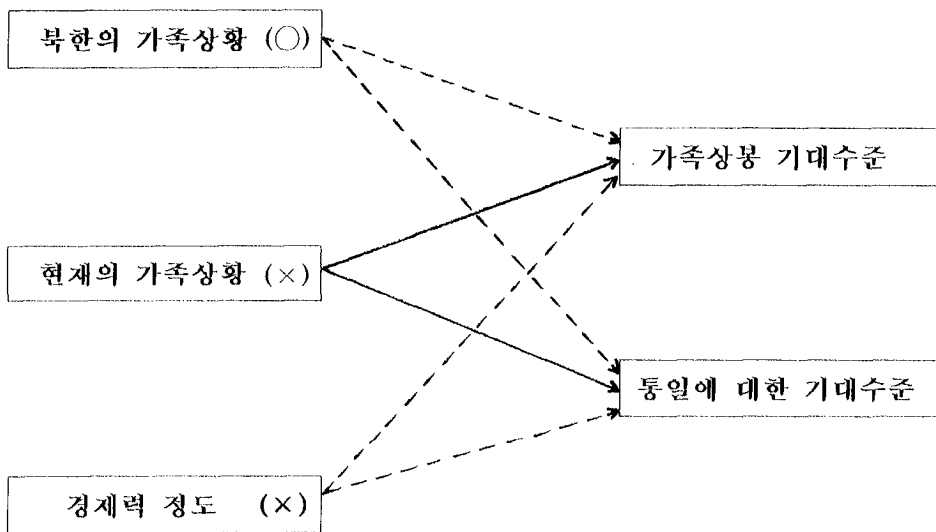 북한의 가족상황 (○)
가족상봉 기대수준
현재의 가족상황 (×)
통일에 대한 기대수준
경제력 정도 (×)